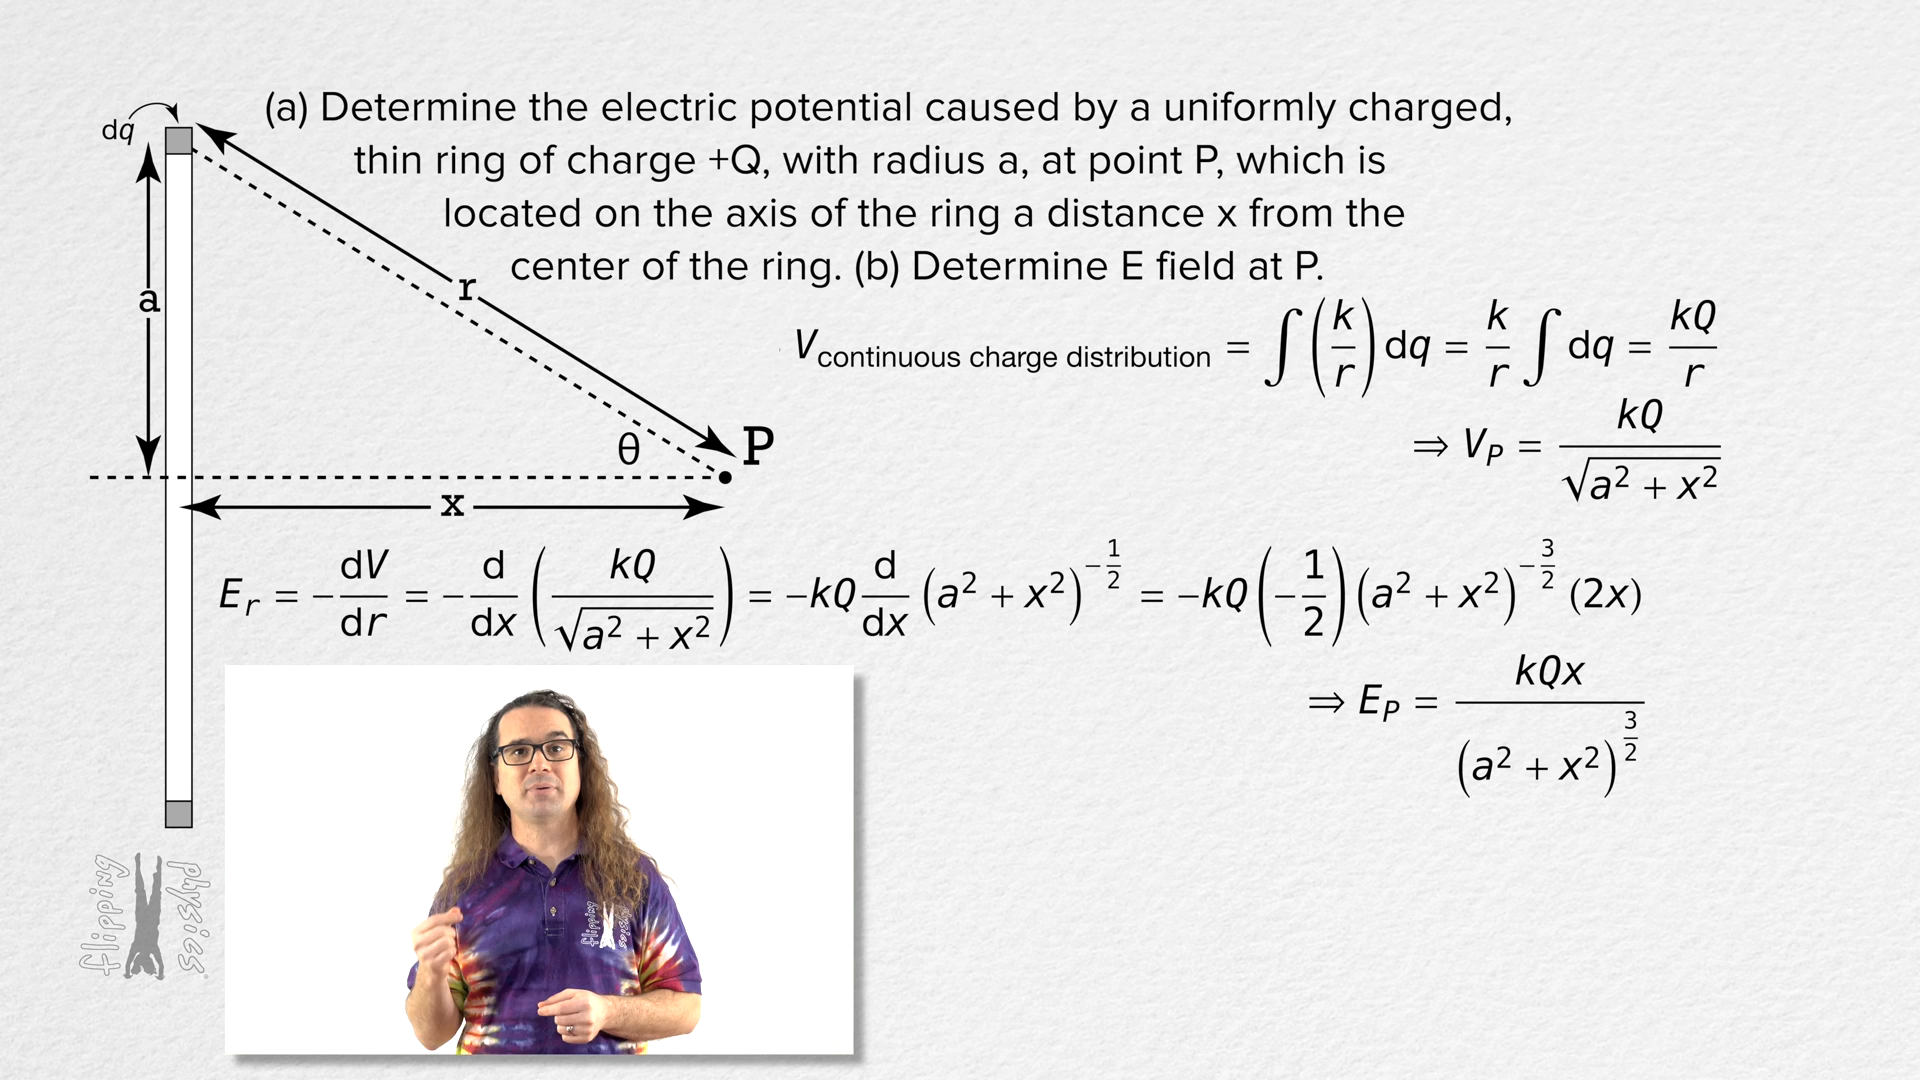 (a) Determine the electric potential caused by a uniformly charged,
thin ring of charge +Q, with radius a, at point P, which is
located on the axis of the ring a distance x from the
center of the ring. (b) Determine E field at P.
dq
a
r
θ
P
x
V_continuous charge distribution = ∫ (k/r) dq = k/r ∫ dq = kQ/r
⇒ V_P = kQ/√(a² + x²)
E_r = −dV/dr = −d/dx (kQ/√(a² + x²)) = −kQ d/dx (a² + x²)^(−1/2) = −kQ (−1/2) (a² + x²)^(−3/2) (2x)
⇒ E_P = kQx/(a² + x²)^(3/2)
flipping
physics
flipping
physics